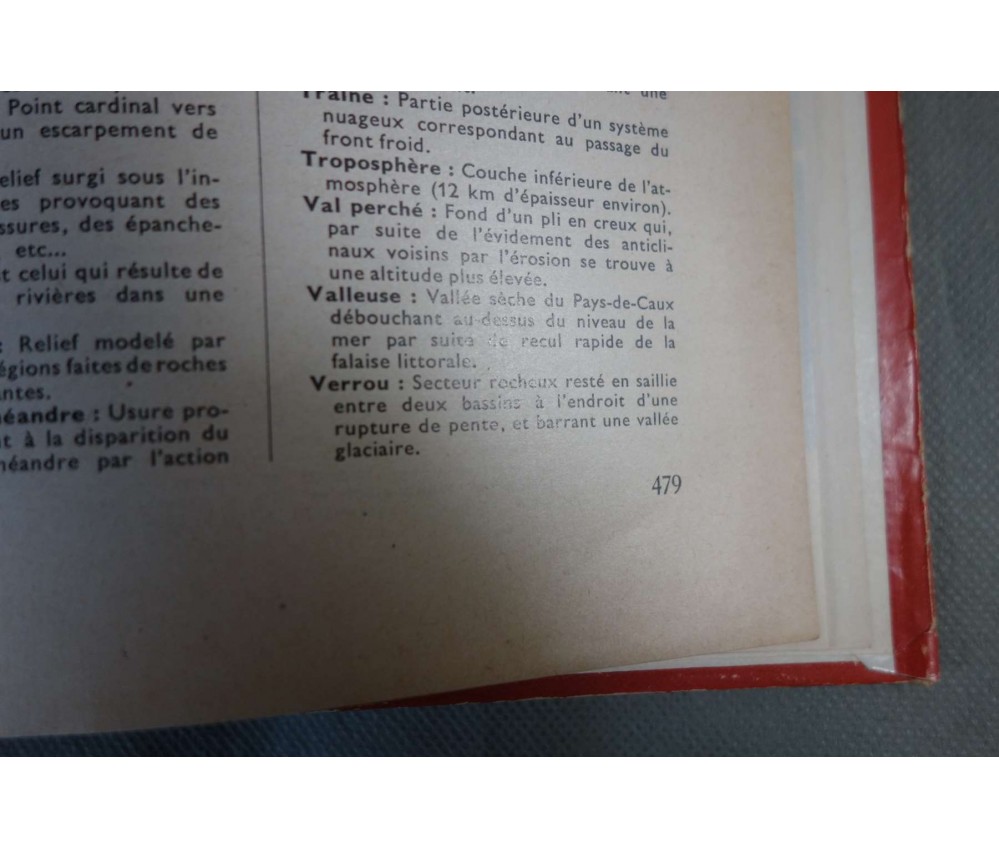 Point cardinal vers
un escarpement de
elief surgi sous l'in-
es provoquant des
ssures, des épanche-
etc...
t celui qui résulte de
rivières dans une
: Relief modelé par
égions faites de roches
antes.
néandre : Usure pro-
nt à la disparition du
néandre par l'action
une
Traîne : Partie postérieure d'un système
nuageux correspondant au passage du
front froid.
Troposphère : Couche inférieure de l'at-
mosphère (12 km d'épaisseur environ).
Val perché : Fond d'un pli en creux qui,
par suite de l'évidement des anticli-
naux voisins par l'érosion se trouve à
une altitude plus élevée.
Valleuse : Vallée sèche du Pays-de-Caux
débouchant au-dessus du niveau de la
mer par suite de recul rapide de la
falaise littorale.
Verrou : Secteur rocheux resté en saillie
entre deux bassins à l'endroit d'une
rupture de pente, et barrant une vallée
glaciaire.
479